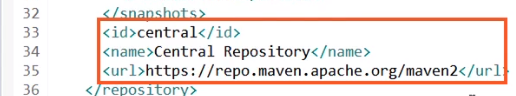 32 </snapshots>
33 <id>central</id>
34 <name>Central Repository</name>
35 <url>https://repo.maven.apache.org/maven2</url
36 </repository>